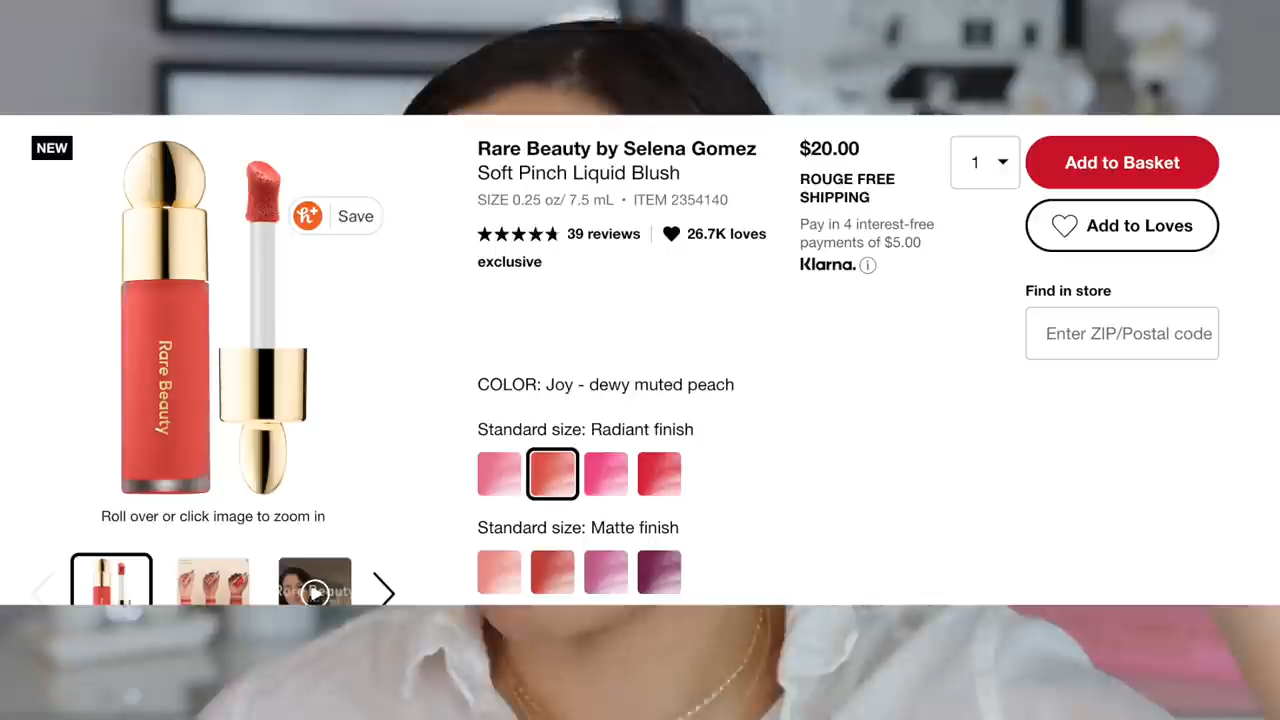 NEW
Rare Beauty
h+ Save
Roll over or click image to zoom in
Rare Beauty
Rare Beauty by Selena Gomez
Soft Pinch Liquid Blush
SIZE 0.25 oz/ 7.5 mL • ITEM 2354140
39 reviews
26.7K loves
exclusive
COLOR: Joy - dewy muted peach
Standard size: Radiant finish
Standard size: Matte finish
$20.00
ROUGE FREE
SHIPPING
Pay in 4 interest-free
payments of $5.00
Klarna. i
1
Add to Basket
Add to Loves
Find in store
Enter ZIP/Postal code